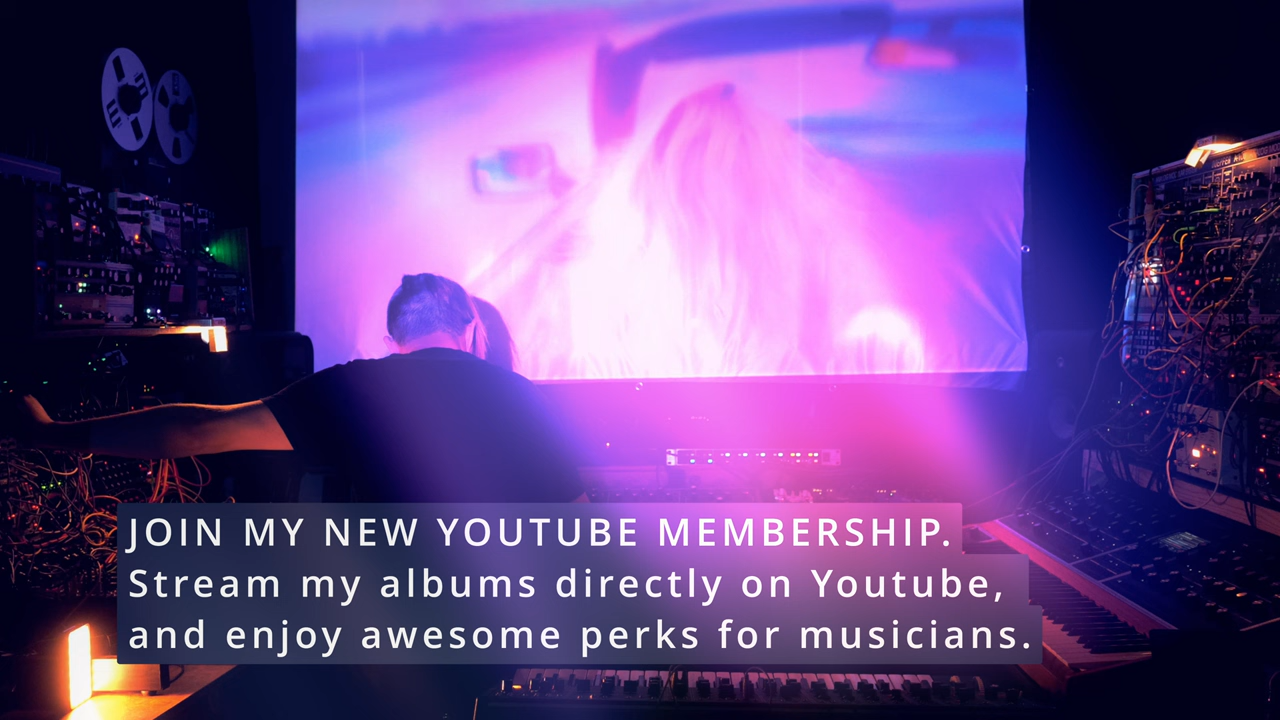 JOIN MY NEW YOUTUBE MEMBERSHIP.
Stream my albums directly on Youtube,
and enjoy awesome perks for musicians.